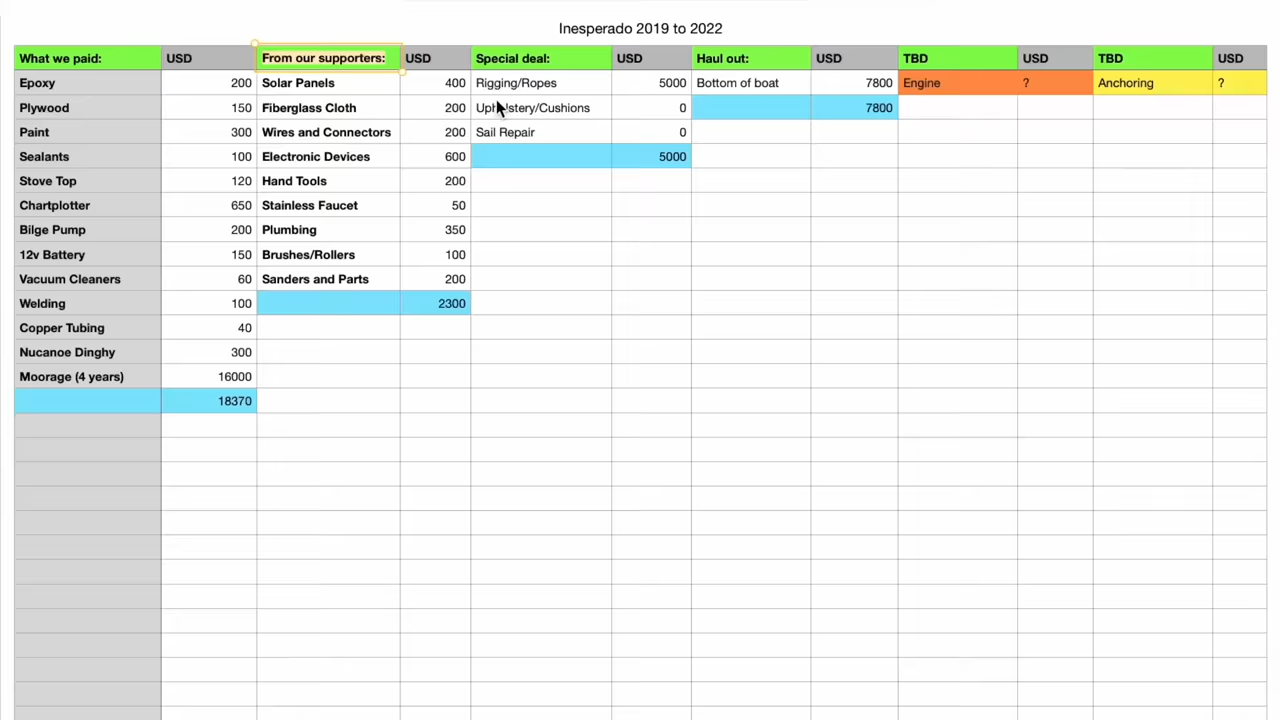 Inesperado 2019 to 2022
What we paid: USD From our supporters: USD Special deal: USD Haul out: USD TBD USD TBD USD
Epoxy 200 Solar Panels 400 Rigging/Ropes 5000 Bottom of boat 7800 Engine ? Anchoring ?
Plywood 150 Fiberglass Cloth 200 Upholstery/Cushions 0 7800
Paint 300 Wires and Connectors 200 Sail Repair 0
Sealants 100 Electronic Devices 600 5000
Stove Top 120 Hand Tools 200
Chartplotter 650 Stainless Faucet 50
Bilge Pump 200 Plumbing 350
12v Battery 150 Brushes/Rollers 100
Vacuum Cleaners 60 Sanders and Parts 200
Welding 100 2300
Copper Tubing 40
Nucanoe Dinghy 300
Moorage (4 years) 16000
18370